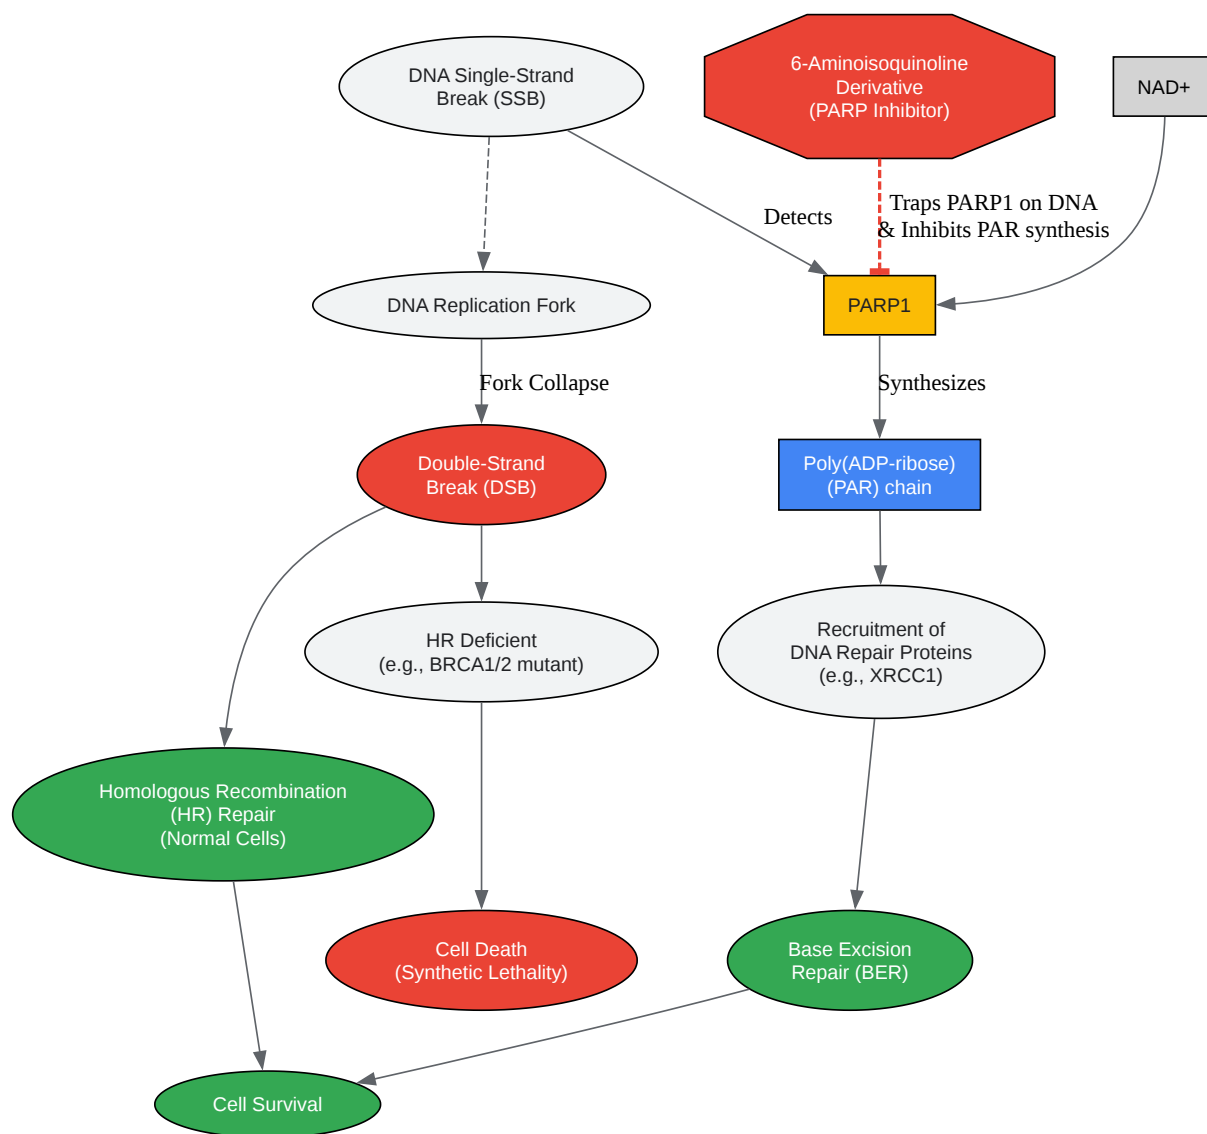 DNA Single-Strand
Break (SSB)
6-Aminoisoquinoline
Derivative
(PARP Inhibitor)
NAD+
Detects
Traps PARP1 on DNA
& Inhibits PAR synthesis
DNA Replication Fork
PARP1
Fork Collapse
Synthesizes
Double-Strand
Break (DSB)
Poly(ADP-ribose)
(PAR) chain
HR Deficient
(e.g., BRCA1/2 mutant)
Recruitment of
DNA Repair Proteins
(e.g., XRCC1)
Homologous Recombination
(HR) Repair
(Normal Cells)
Cell Death
(Synthetic Lethality)
Base Excision
Repair (BER)
Cell Survival